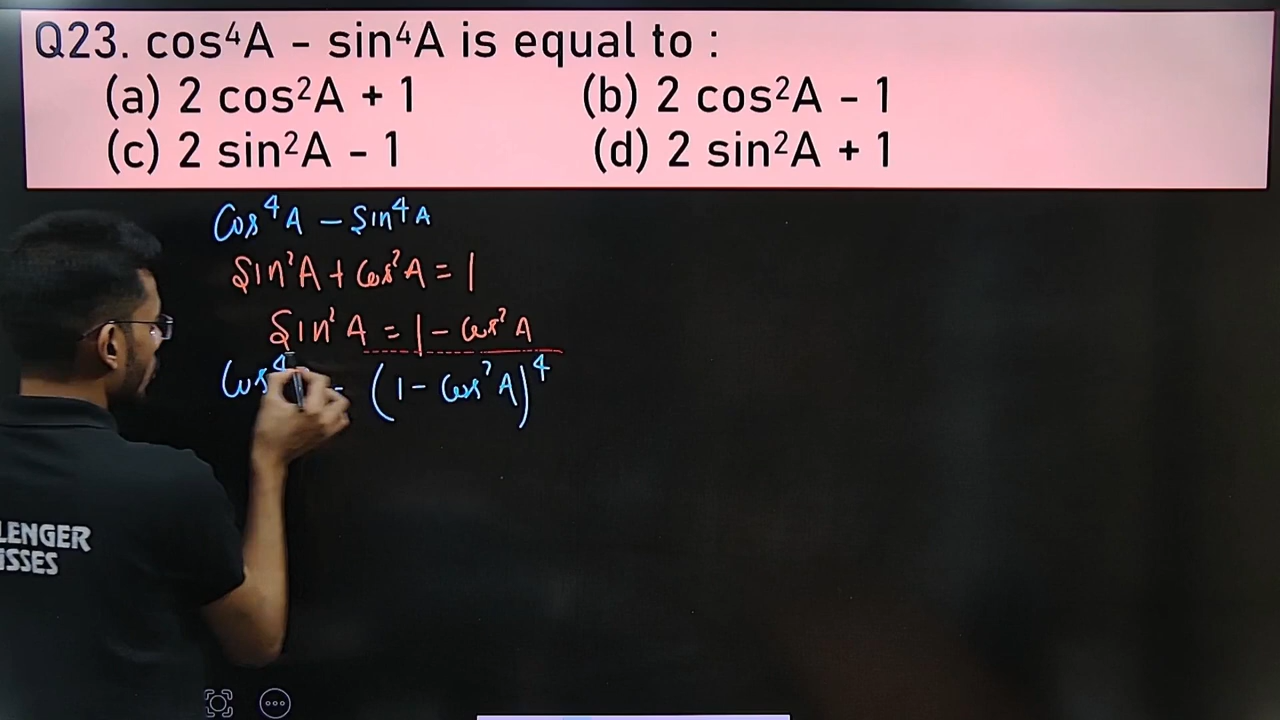 Q23. cos⁴A - sin⁴A is equal to :
(a) 2 cos²A + 1 (b) 2 cos²A - 1
(c) 2 sin²A - 1 (d) 2 sin²A + 1
Cos⁴A - Sin⁴A
Sin²A + Cos²A = 1
Sin²A = 1 - Cos²A
Cos⁴ - (1 - Cos²A)⁴
LENGER